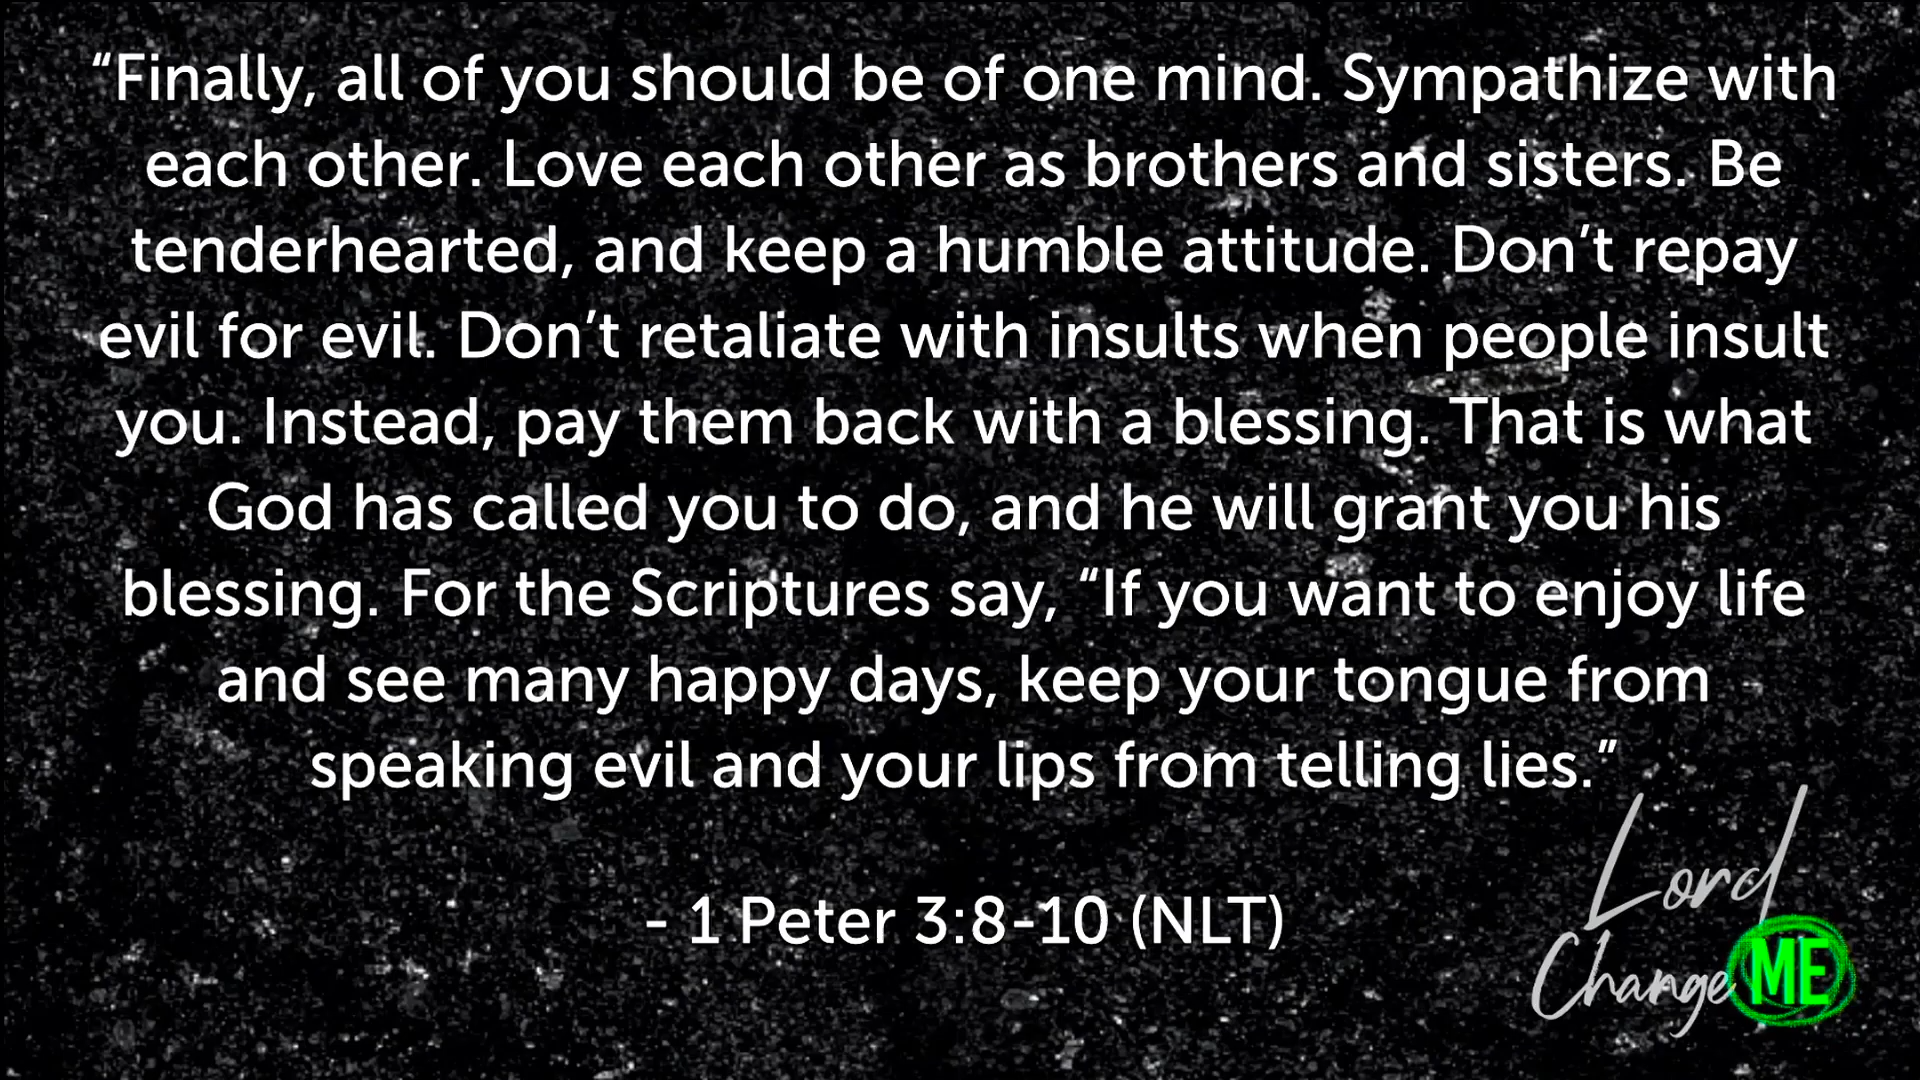 “Finally, all of you should be of one mind. Sympathize with
each other. Love each other as brothers and sisters. Be
tenderhearted, and keep a humble attitude. Don’t repay
evil for evil. Don’t retaliate with insults when people insult
you. Instead, pay them back with a blessing. That is what
God has called you to do, and he will grant you his
blessing. For the Scriptures say, “If you want to enjoy life
and see many happy days, keep your tongue from
speaking evil and your lips from telling lies.”
- 1 Peter 3:8-10 (NLT)
Lord
Change ME